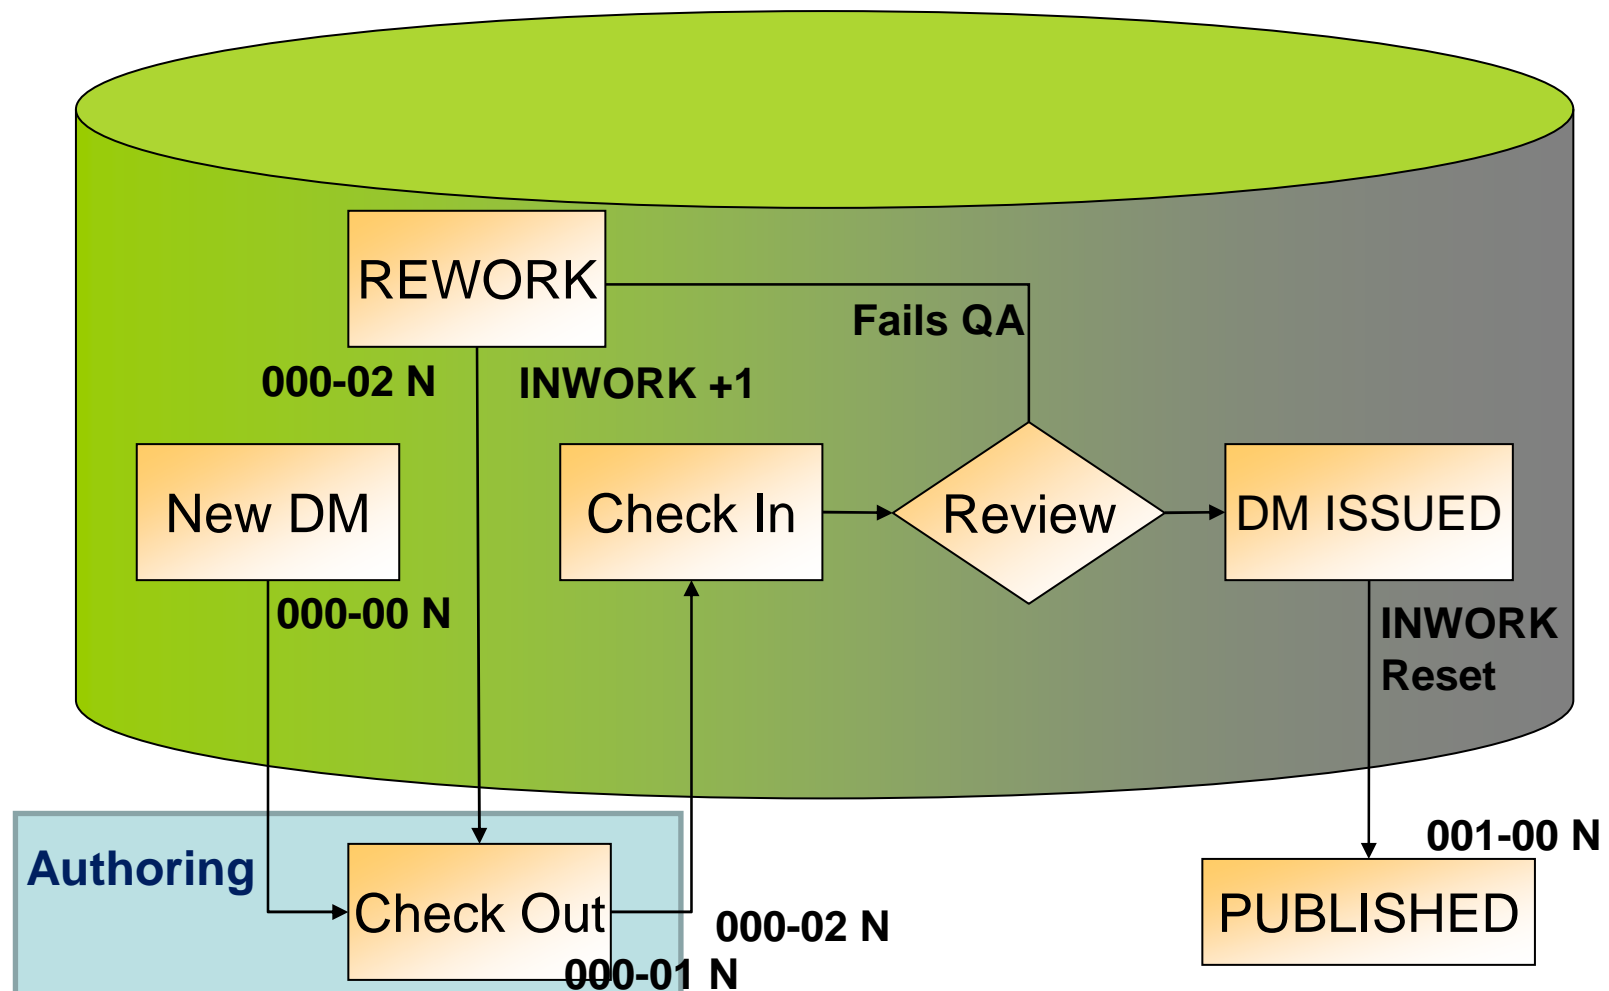 REWORK
Fails QA
000-02 N
INWORK +1
New DM
Check In
Review
DM ISSUED
000-00 N
INWORK
Reset
001-00 N
Authoring
Check Out
000-02 N
PUBLISHED
000-01 N